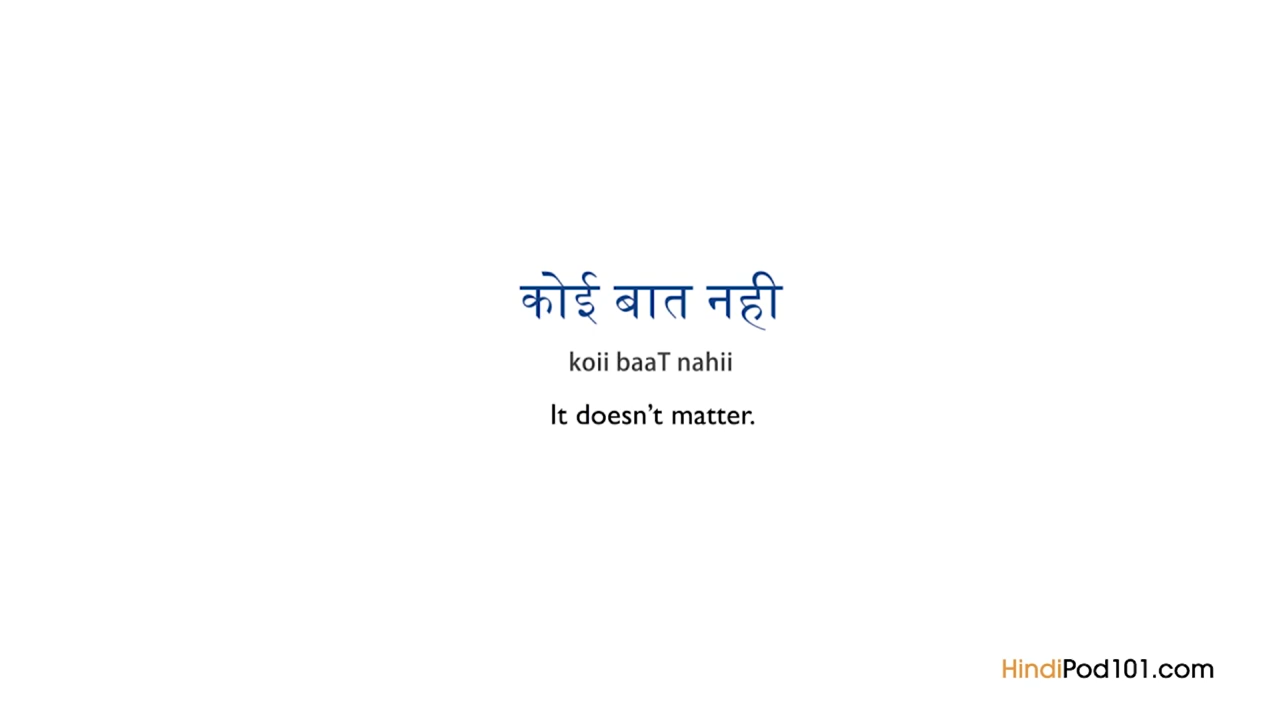 कोई बात नही
koii baaT nahii
It doesn’t matter.
HindiPod101.com